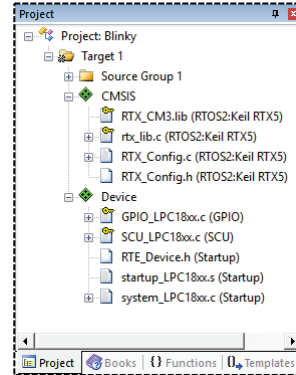 Project
Project: Blinky
Target 1
Source Group 1
CMSIS
RTX_CM3.lib (RTOS2:Keil RTX5)
rtx_lib.c (RTOS2:Keil RTX5)
RTX_Config.c (RTOS2:Keil RTX5)
RTX_Config.h (RTOS2:Keil RTX5)
Device
GPIO_LPC18xx.c (GPIO)
SCU_LPC18xx.c (SCU)
RTE_Device.h (Startup)
startup_LPC18xx.s (Startup)
system_LPC18xx.c (Startup)
Project Books {} Functions 0 Templates